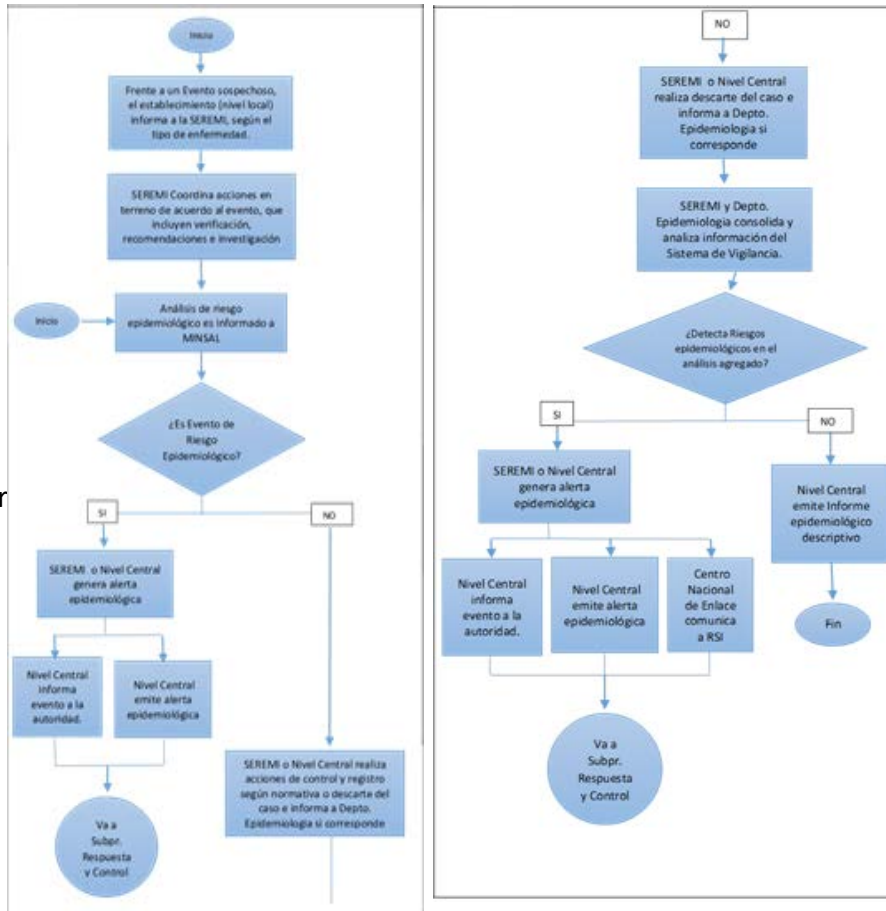 Inicio
Frente a un Evento sospechoso,
el establecimiento (nivel local)
informa a la SEREMI, según el
tipo de enfermedad.
SEREMI Coordina acciones en
terreno de acuerdo al evento, que
incluyen verificación,
recomendaciones e investigación
Inicio
Análisis de riesgo
epidemiológico es informado a
MINSAL
¿Es Evento de
Riesgo
Epidemiológico?
r
SI
NO
SEREMI o Nivel Central
genera alerta
epidemiológica
Nivel Central
informa
evento a la
autoridad.
Nivel Central
emite alerta
epidemiológica
SEREMI o Nivel Central realiza
acciones de control y registro
según normativa o descarte del
caso e informa a Depto.
Epidemiologia si corresponde
Va a
Subpr.
Respuesta
y Control
NO
SEREMI o Nivel Central
realiza descarte del caso e
informa a Depto.
Epidemiologia si
corresponde
SEREMI y Depto.
Epidemiologia consolida y
analiza información del
Sistema de Vigilancia.
¿Detecta Riesgos
epidemiológicos en el
análisis agregado?
SI
NO
SEREMI o Nivel Central
genera alerta
epidemiológica
Nivel Central
emite Informe
epidemiológico
descriptivo
Nivel Central
informa
evento a la
autoridad.
Nivel Central
emite alerta
epidemiológica
Centro
Nacional
de Enlace
comunica
a RSI
Fin
Va a
Subpr.
Respuesta
y Control